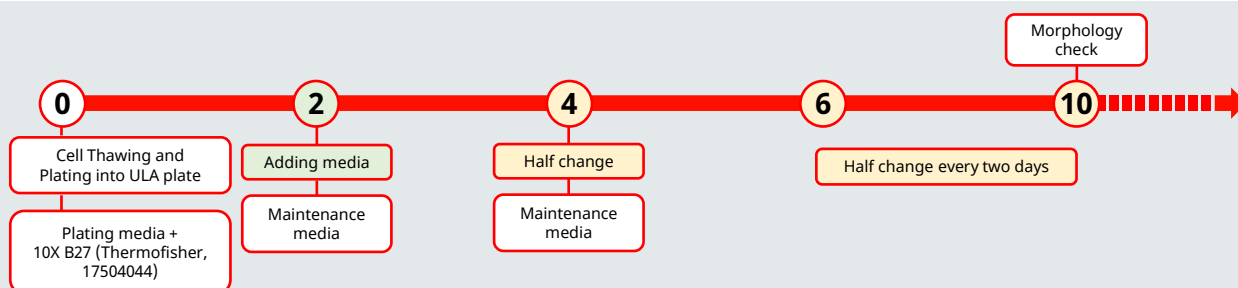 Morphology
check
0
2
4
6
10
Cell Thawing and
Plating into ULA plate
Adding media
Half change
Half change every two days
Maintenance
media
Maintenance
media
Plating media +
10X B27 (Thermofisher,
17504044)